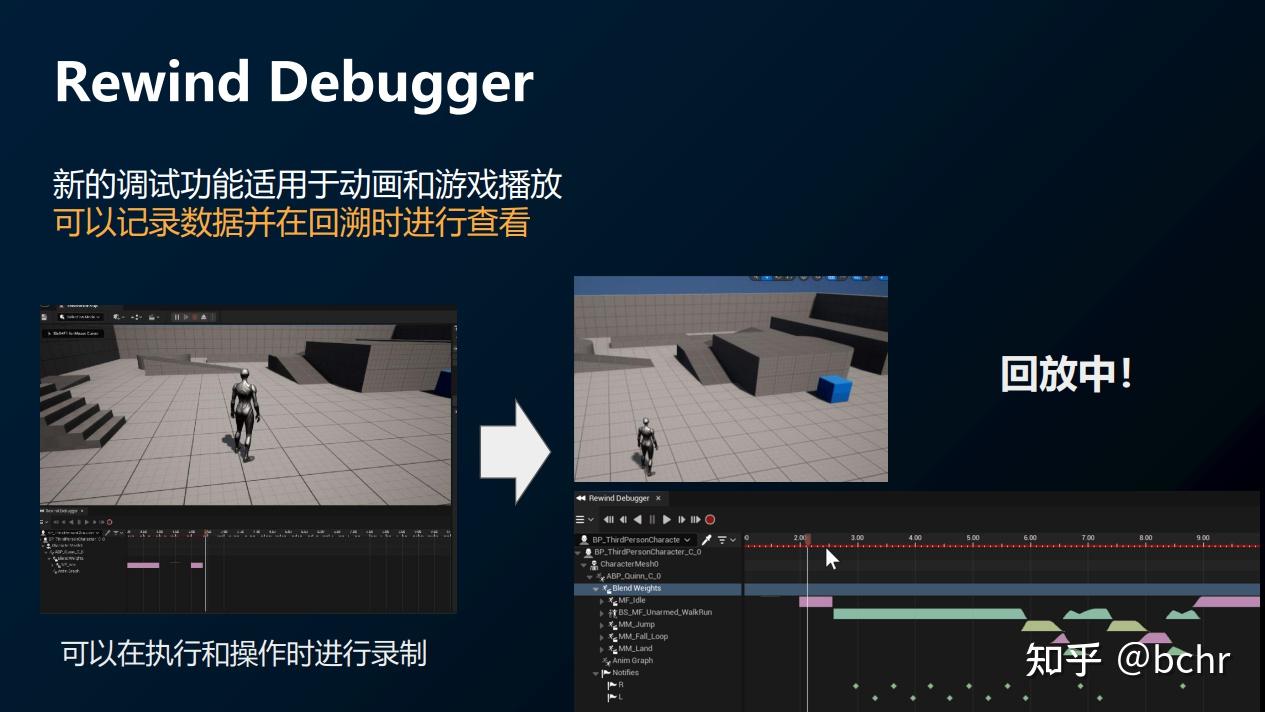 Rewind Debugger
新的调试功能适用于动画和游戏播放
可以记录数据并在回溯时进行查看
回放中！
可以在执行和操作时进行录制
Rewind Debugger
BP_ThirdPersonCharacte
2.00 3.00 4.00 5.00 6.00 7.00 8.00 9.00
BP_ThirdPersonCharacte_C_0
CharacterMesh0
ABP_Quinn_C_0
Blend Weights
MF_Idle
BS_MF_Unarmed_WalkRun
MM_Jump
MM_Fall_Loop
MM_Land
Anim Graph
Notifies
R
L
知乎 @bchr